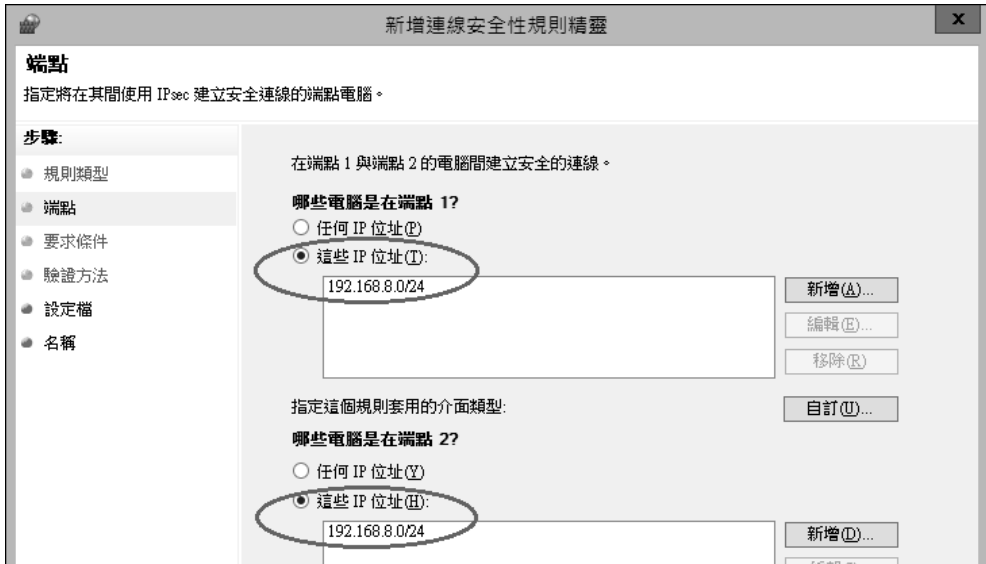 新增連線安全性規則精靈
x
端點
指定將在其間使用 IPsec 建立安全連線的端點電腦。
步驟:
規則類型
端點
要求條件
驗證方法
設定檔
名稱
在端點 1 與端點 2 的電腦間建立安全的連線。
哪些電腦是在端點 1?
任何 IP 位址(P)
這些 IP 位址(T):
192.168.8.0/24
新增(A)...
編輯(E)...
移除(R)
指定這個規則套用的介面類型:
自訂(U)...
哪些電腦是在端點 2?
任何 IP 位址(Y)
這些 IP 位址(H):
192.168.8.0/24
新增(D)...